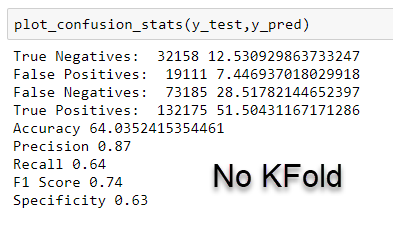 plot_confusion_stats(y_test,y_pred)
True Negatives:  32158 12.530929863733247
False Positives:  19111 7.446937018029918
False Negatives:  73185 28.51782144652397
True Positives:  132175 51.50431167171286
Accuracy 64.0352415354461
Precision 0.87
Recall 0.64
F1 Score 0.74
Specificity 0.63
No KFold